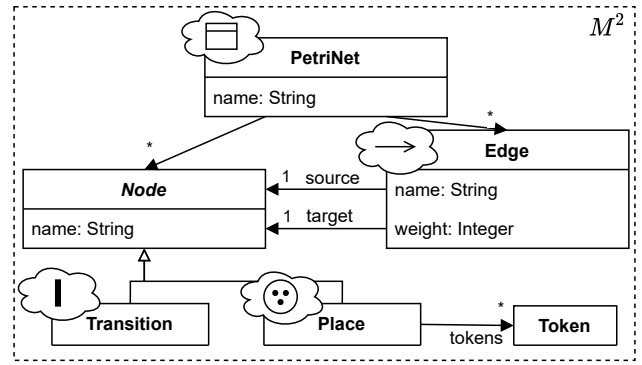 M²
PetriNet
name: String
*
*
Edge
name: String
weight: Integer
Node
name: String
1 source
1 target
Transition
Place
*
tokens
Token